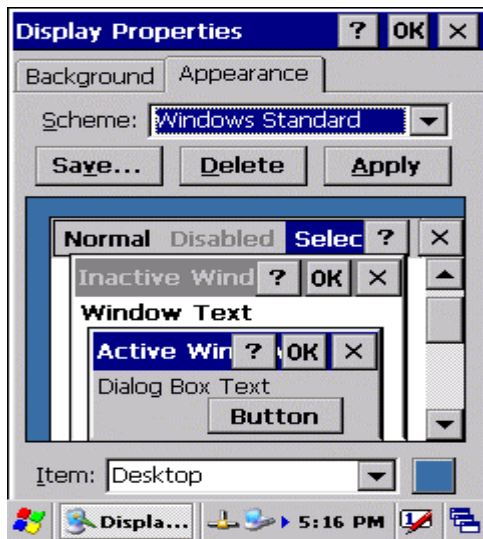 Display Properties ? OK ×
Background Appearance
Scheme: Windows Standard
Save... Delete Apply
Normal Disabled Selec ? ×
Inactive Wind ? OK ×
Window Text
Active Win ? OK ×
Dialog Box Text
Button
Item: Desktop
Displa... 5:16 PM